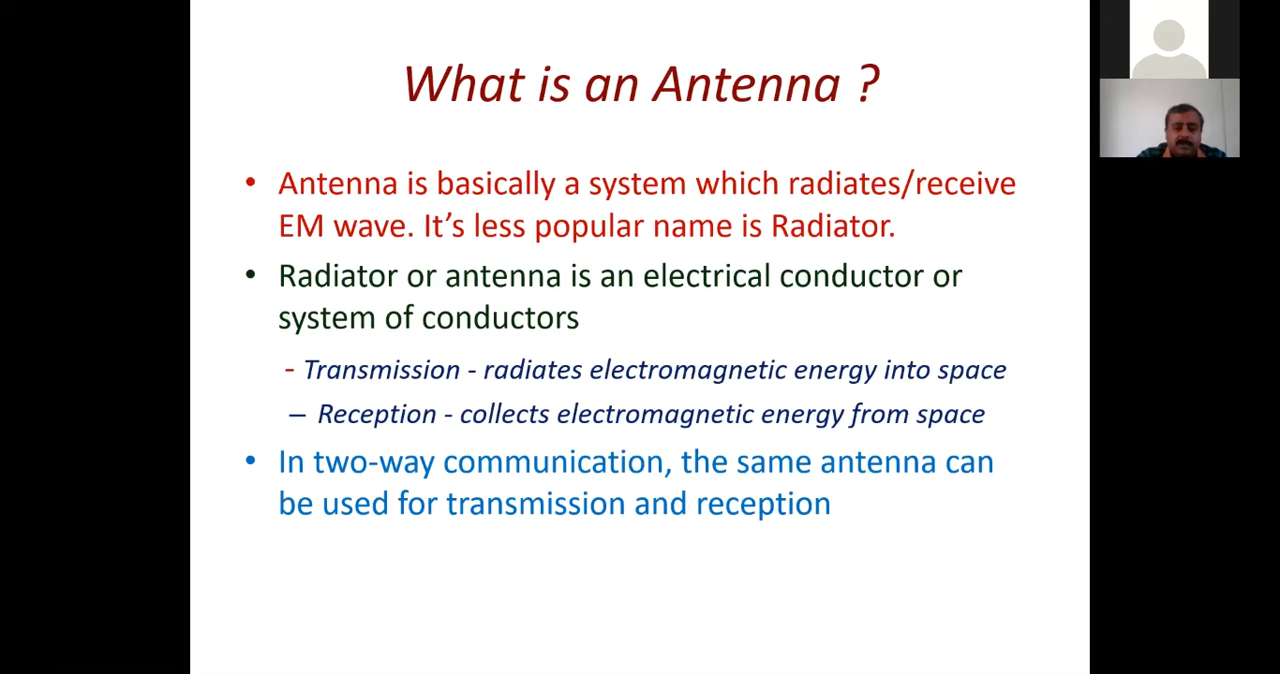 What is an Antenna ?
• Antenna is basically a system which radiates/receive
EM wave. It’s less popular name is Radiator.
• Radiator or antenna is an electrical conductor or
system of conductors
- Transmission - radiates electromagnetic energy into space
– Reception - collects electromagnetic energy from space
• In two-way communication, the same antenna can
be used for transmission and reception